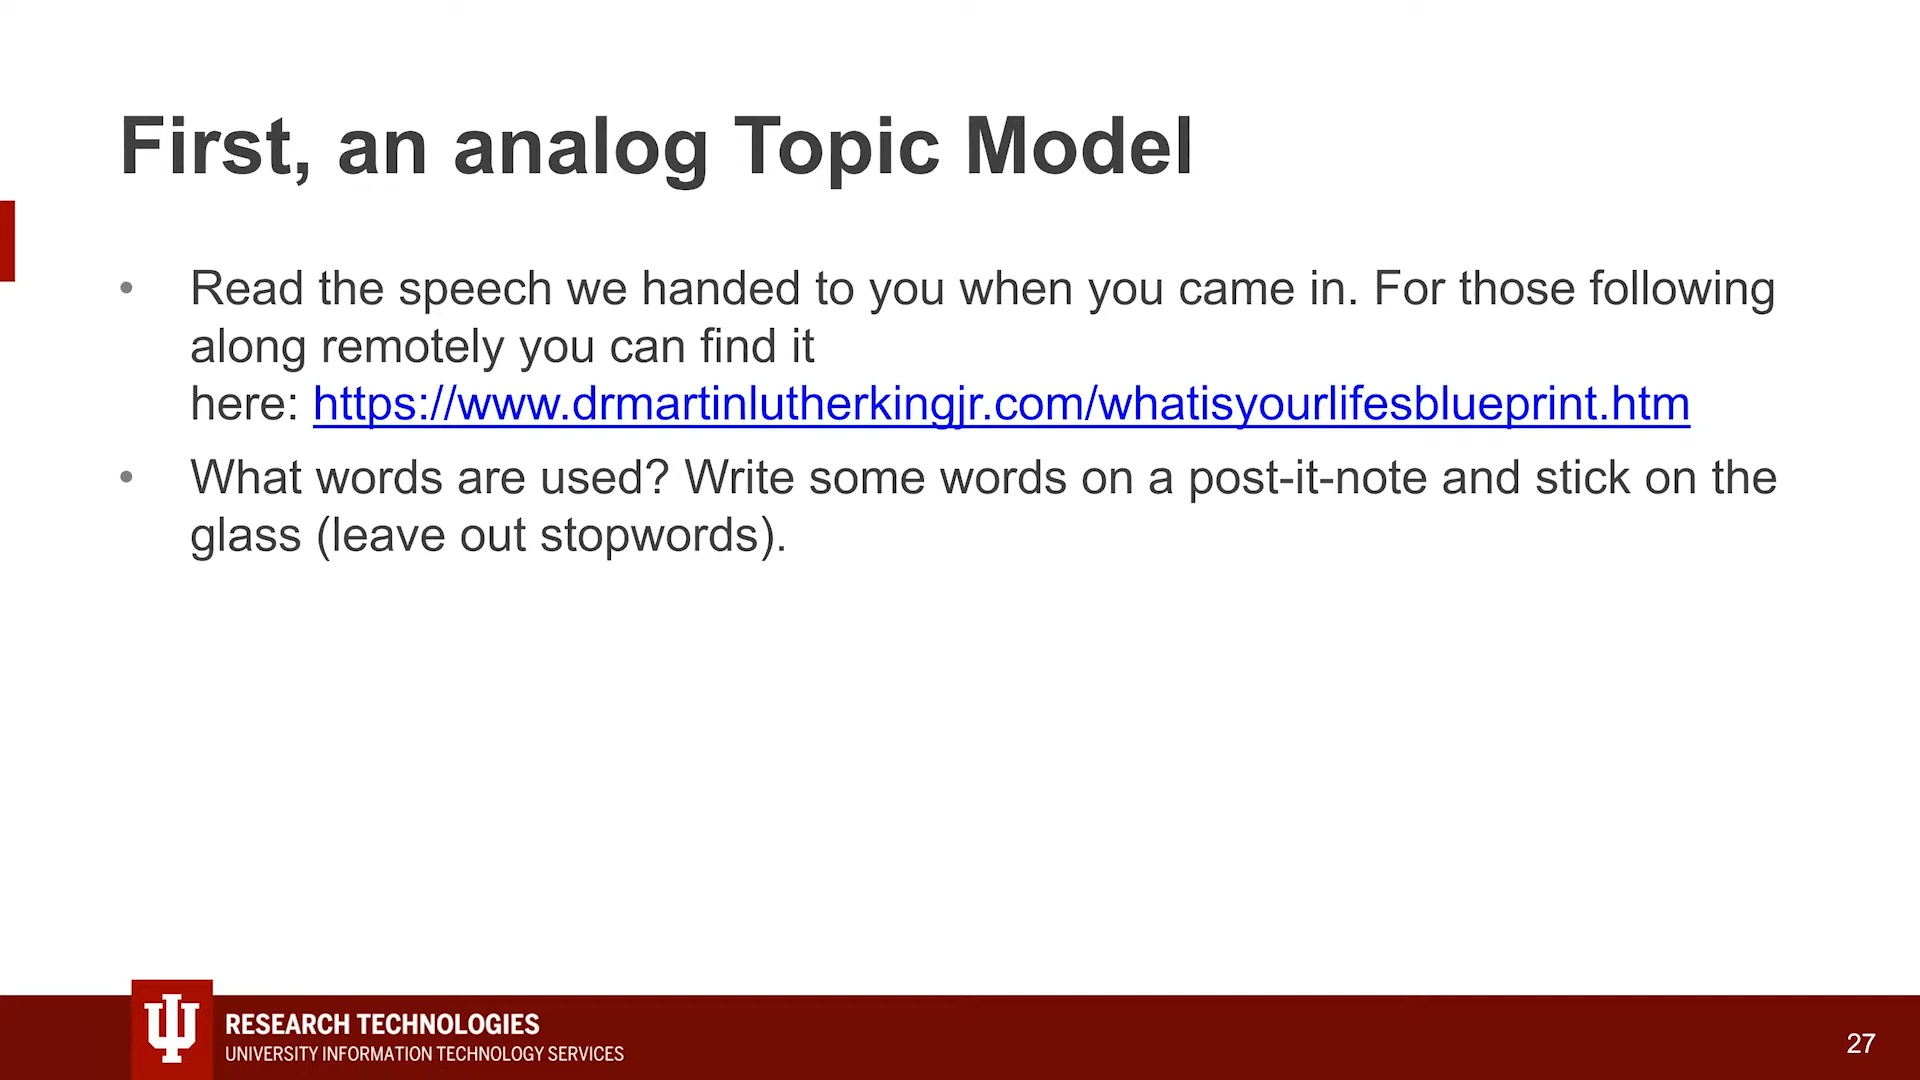 First, an analog Topic Model
• Read the speech we handed to you when you came in. For those following
along remotely you can find it
here: https://www.drmartinlutherkingjr.com/whatisyourlifesblueprint.htm
• What words are used? Write some words on a post-it-note and stick on the
glass (leave out stopwords).
RESEARCH TECHNOLOGIES
UNIVERSITY INFORMATION TECHNOLOGY SERVICES
27